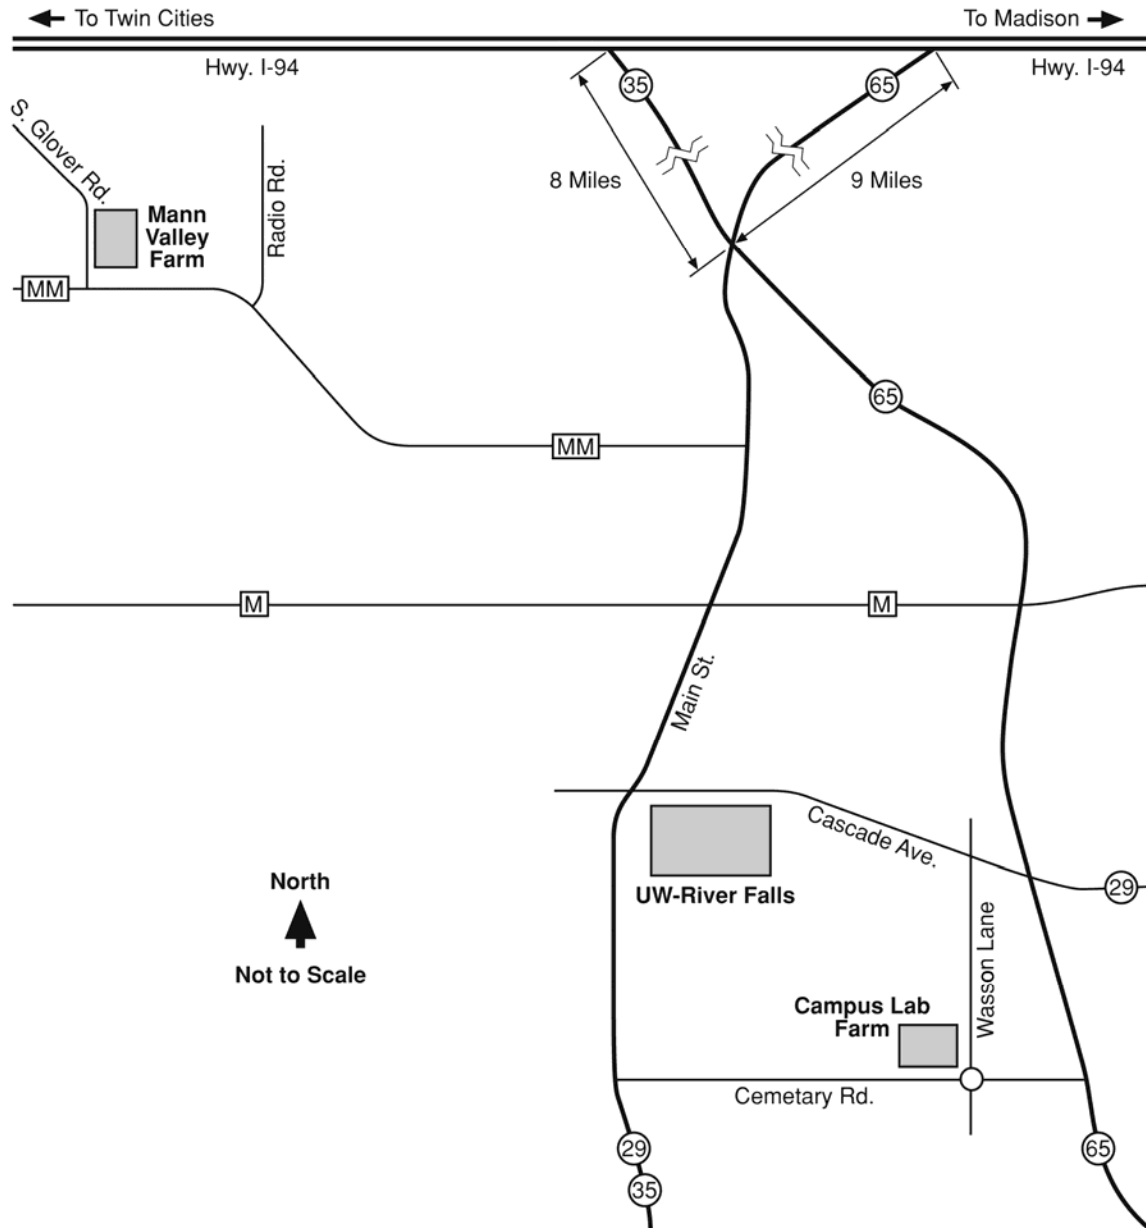 To Twin Cities
To Madison
Hwy. I-94
Hwy. I-94
35
65
S. Glover Rd.
Radio Rd.
8 Miles
9 Miles
Mann
Valley
Farm
MM
65
MM
M
M
Main St.
Cascade Ave.
UW-River Falls
29
North
Not to Scale
Wasson Lane
Campus Lab
Farm
Cemetary Rd.
29
65
35